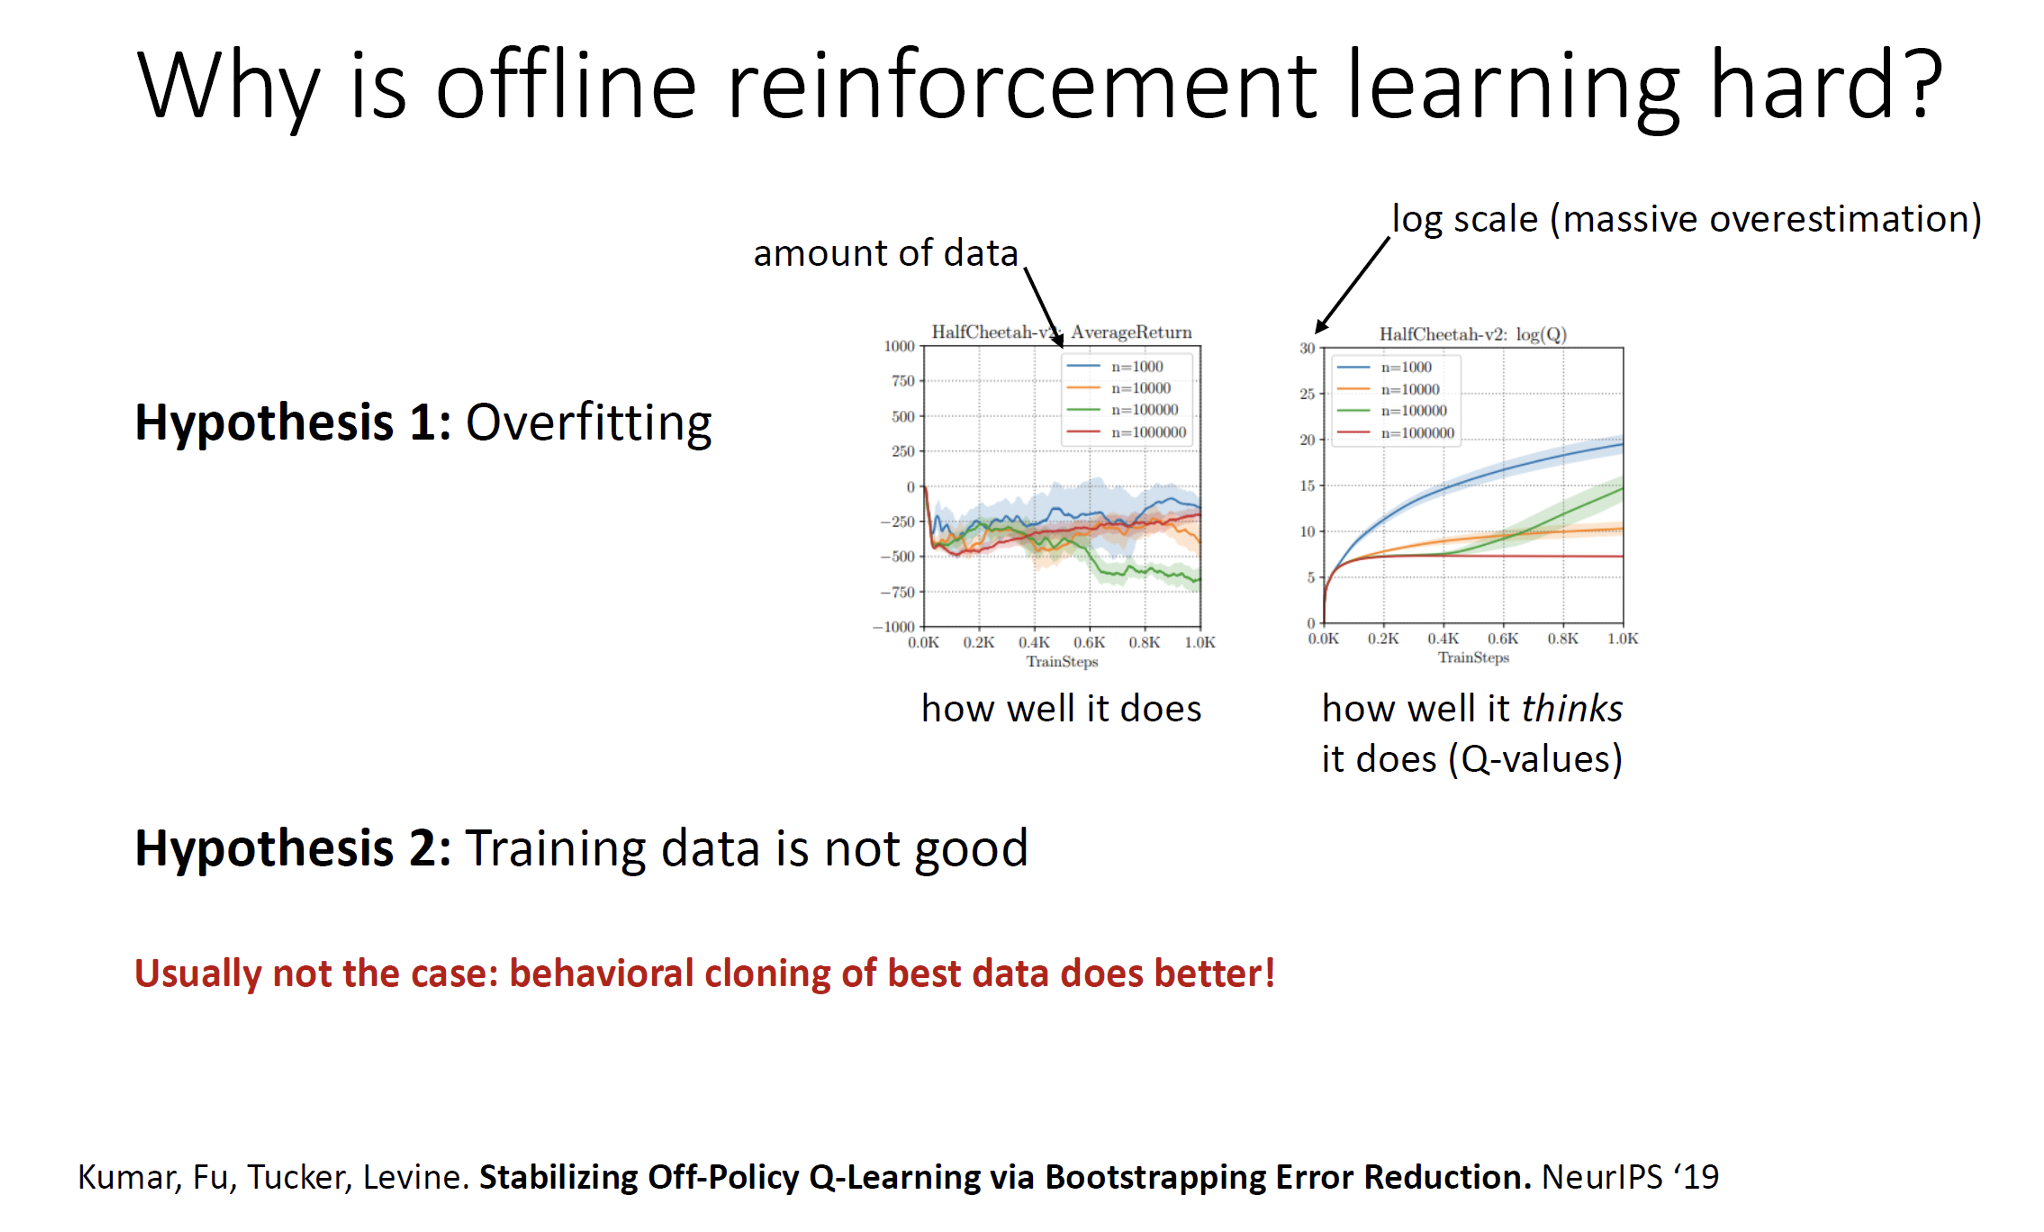 Why is offline reinforcement learning hard?
log scale (massive overestimation)
amount of data
Hypothesis 1: Overfitting
HalfCheetah-v2: AverageReturn
1000
750
500
250
0
−250
−500
−750
−1000
n=1000
n=10000
n=100000
n=1000000
0.0K 0.2K 0.4K 0.6K 0.8K 1.0K
TrainSteps
how well it does
HalfCheetah-v2: log(Q)
30
25
20
15
10
5
0
n=1000
n=10000
n=100000
n=1000000
0.0K 0.2K 0.4K 0.6K 0.8K 1.0K
TrainSteps
how well it thinks
it does (Q-values)
Hypothesis 2: Training data is not good
Usually not the case: behavioral cloning of best data does better!
Kumar, Fu, Tucker, Levine. Stabilizing Off-Policy Q-Learning via Bootstrapping Error Reduction. NeurIPS ‘19